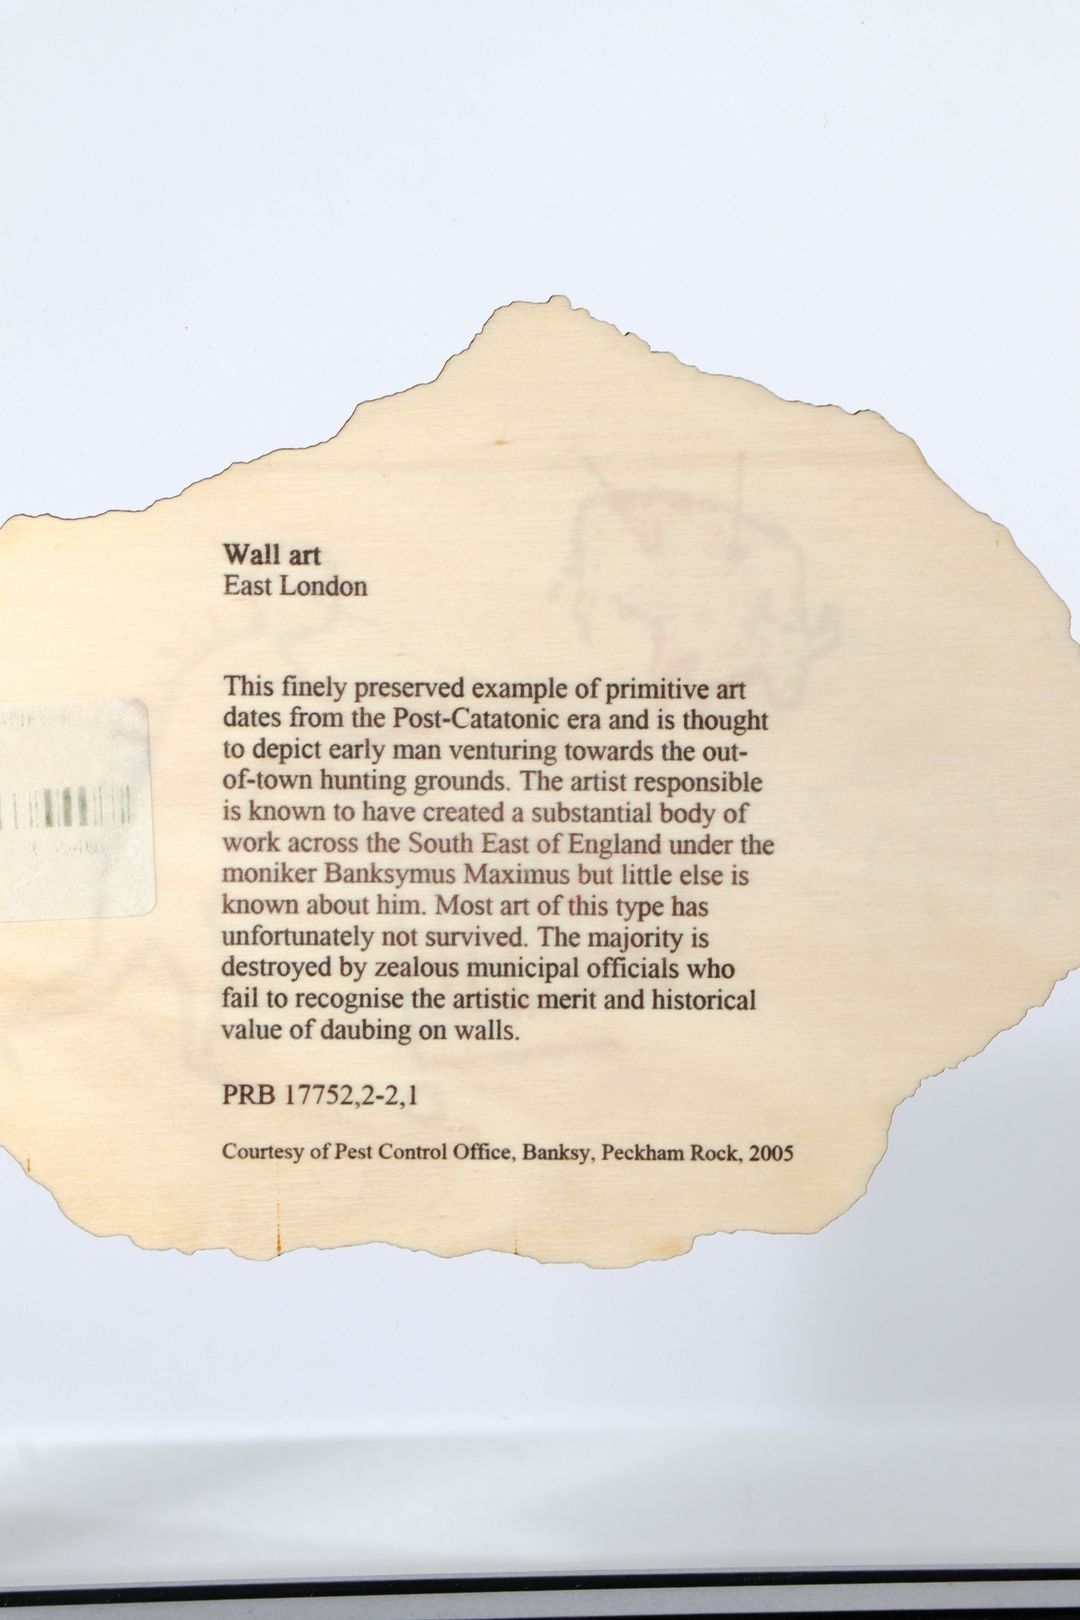 Wall art
East London
This finely preserved example of primitive art
dates from the Post-Catatonic era and is thought
to depict early man venturing towards the out-
of-town hunting grounds. The artist responsible
is known to have created a substantial body of
work across the South East of England under the
moniker Banksymus Maximus but little else is
known about him. Most art of this type has
unfortunately not survived. The majority is
destroyed by zealous municipal officials who
fail to recognise the artistic merit and historical
value of daubing on walls.
PRB 17752,2-2,1
Courtesy of Pest Control Office, Banksy, Peckham Rock, 2005